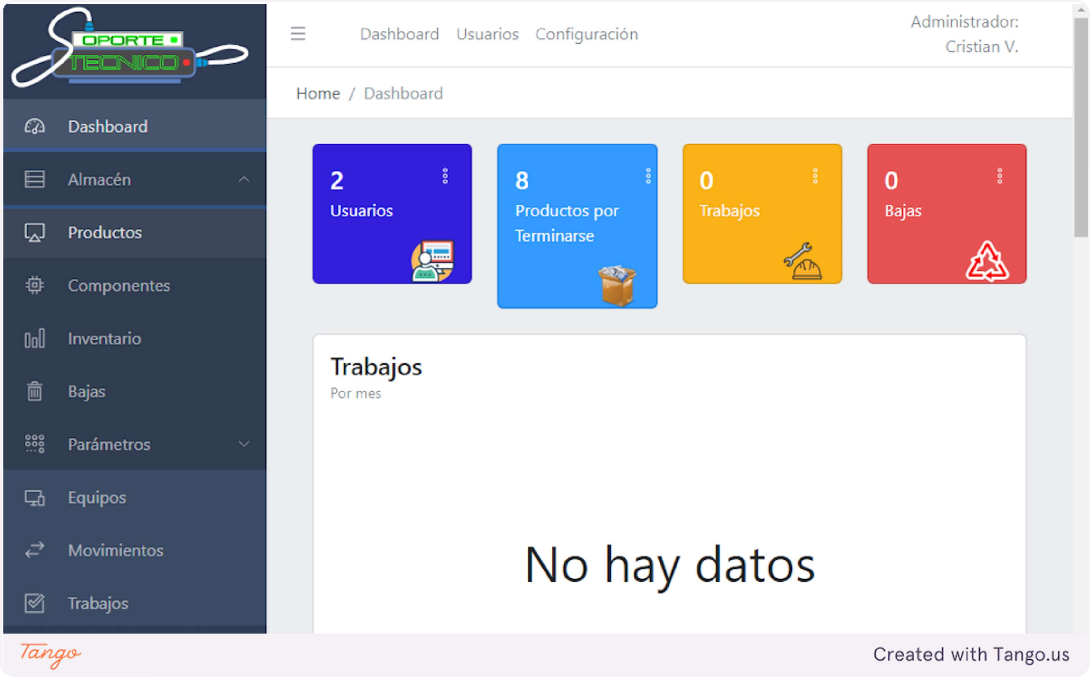 SOPORTE
TECNICO
Dashboard
Almacén
Productos
Componentes
Inventario
Bajas
Parámetros
Equipos
Movimientos
Trabajos
Dashboard Usuarios Configuración
Administrador:
Cristian V.
Home / Dashboard
2
Usuarios
8
Productos por
Terminarse
0
Trabajos
0
Bajas
Trabajos
Por mes
No hay datos
Tango
Created with Tango.us